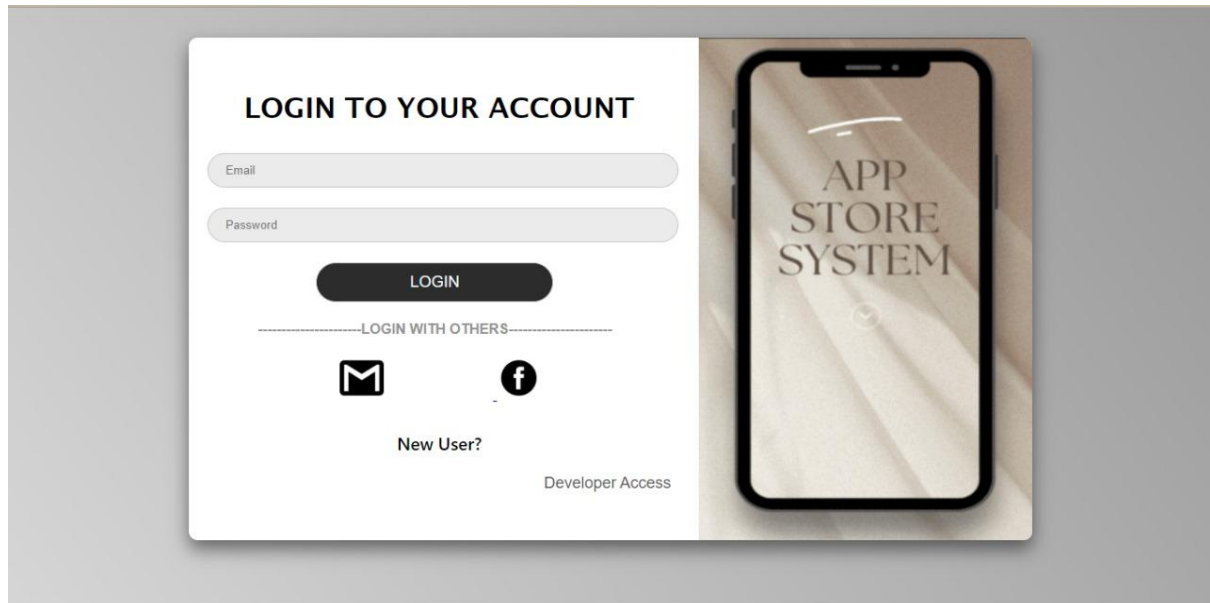 LOGIN TO YOUR ACCOUNT
Email
Password
LOGIN
----------------------LOGIN WITH OTHERS----------------------
New User?
Developer Access
APP
STORE
SYSTEM